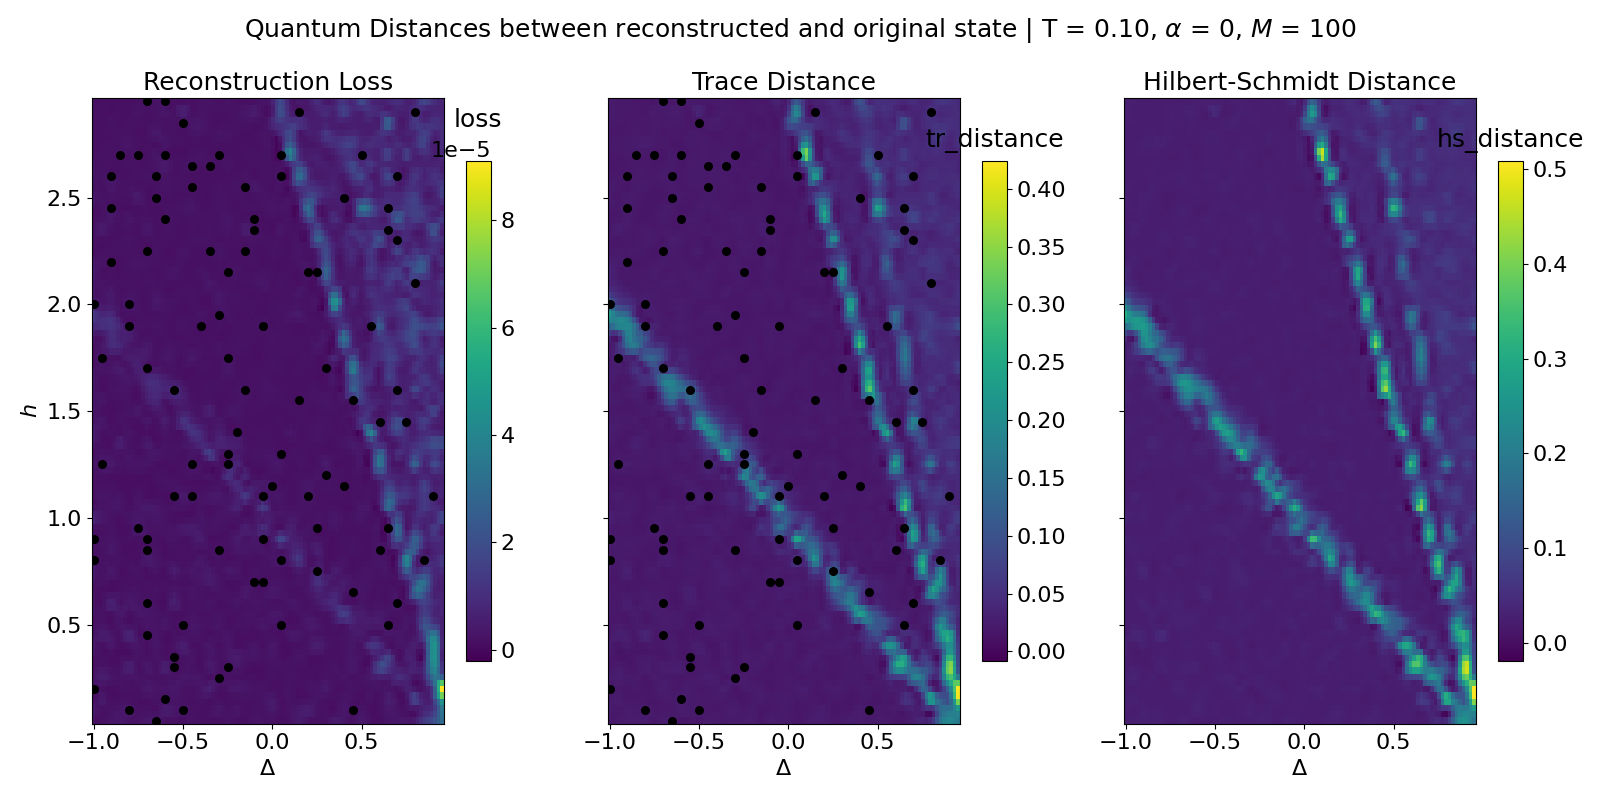 Quantum Distances between reconstructed and original state | T = 0.10, α = 0, M = 100
Reconstruction Loss
Trace Distance
Hilbert-Schmidt Distance
loss
tr_distance
hs_distance
1e−5
8
6
4
2
0
0.40
0.35
0.30
0.25
0.20
0.15
0.10
0.05
0.00
0.5
0.4
0.3
0.2
0.1
0.0
h
2.5
2.0
1.5
1.0
0.5
−1.0 −0.5 0.0 0.5
−1.0 −0.5 0.0 0.5
−1.0 −0.5 0.0 0.5
Δ
Δ
Δ